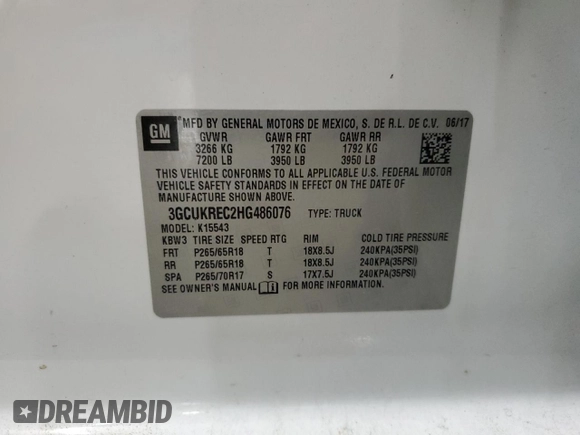 GM
MFD BY GENERAL MOTORS DE MEXICO, S. DE R.L. DE C.V. 06/17
GVWR GAWR FRT GAWR RR
3266 KG 1792 KG 1792 KG
7200 LB 3950 LB 3950 LB
THIS VEHICLE CONFORMS TO ALL APPLICABLE U.S. FEDERAL MOTOR
VEHICLE SAFETY STANDARDS IN EFFECT ON THE DATE OF
MANUFACTURE SHOWN ABOVE.
3GCUKREC2HG486076 TYPE: TRUCK
MODEL: K15543
KBW3 TIRE SIZE SPEED RTG RIM COLD TIRE PRESSURE
FRT P265/65R18 T 18X8.5J 240KPA(35PSI)
RR P265/65R18 T 18X8.5J 240KPA(35PSI)
SPA P265/70R17 S 17X7.5J 240KPA(35PSI)
SEE OWNER'S MANUAL FOR MORE INFORMATION.
DREAMBID